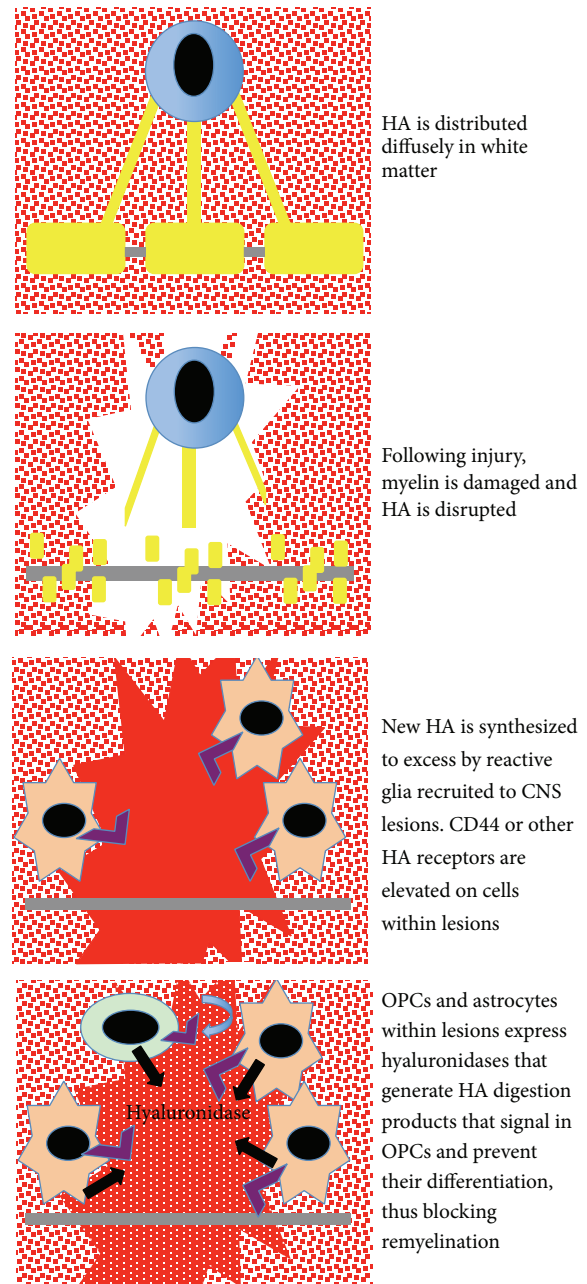 HA is distributed
diffusely in white
matter
Following injury,
myelin is damaged and
HA is disrupted
New HA is synthesized
to excess by reactive
glia recruited to CNS
lesions. CD44 or other
HA receptors are
elevated on cells
within lesions
Hyaluronidase
OPCs and astrocytes
within lesions express
hyaluronidases that
generate HA digestion
products that signal in
OPCs and prevent
their differentiation,
thus blocking
remyelination